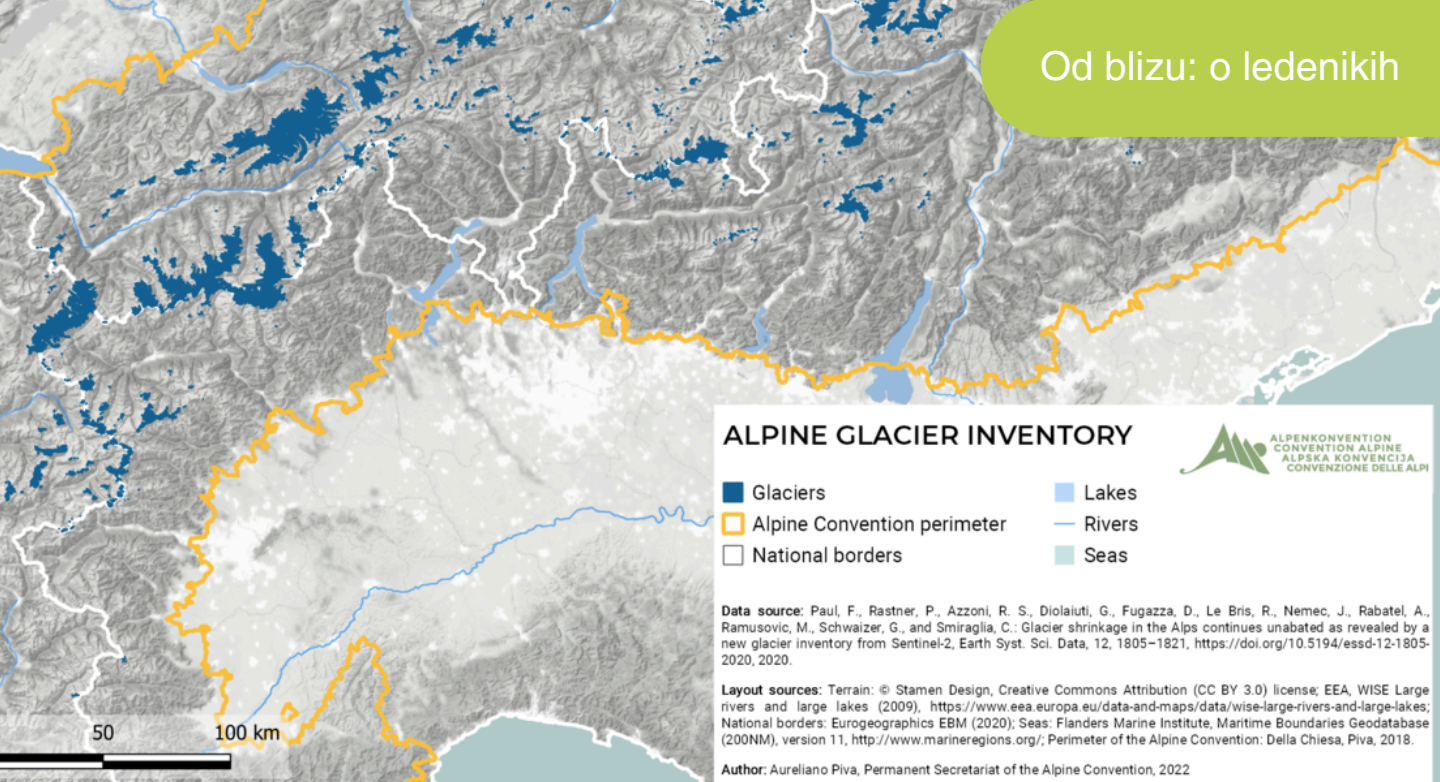 Od blizu: o ledenikih
ALPINE GLACIER INVENTORY
ALPENKONVENTION
CONVENTION ALPINE
ALPSKA KONVENCIJA
CONVENZIONE DELLE ALPI
Glaciers
Lakes
Alpine Convention perimeter
Rivers
National borders
Seas
Data source: Paul, F., Rastner, P., Azzoni, R. S., Diolaiuti, G., Fugazza, D., Le Bris, R., Nemec, J., Rabatel, A.,
Ramusovic, M., Schwaizer, G., and Smiraglia, C.: Glacier shrinkage in the Alps continues unabated as revealed by a
new glacier inventory from Sentinel-2, Earth Syst. Sci. Data, 12, 1805–1821, https://doi.org/10.5194/essd-12-1805-
2020, 2020.
Layout sources: Terrain: © Stamen Design, Creative Commons Attribution (CC BY 3.0) license; EEA, WISE Large
rivers and large lakes (2009), https://www.eea.europa.eu/data-and-maps/data/wise-large-rivers-and-large-lakes;
National borders: Eurogeographics EBM (2020); Seas: Flanders Marine Institute, Maritime Boundaries Geodatabase
(200NM), version 11, http://www.marineregions.org/; Perimeter of the Alpine Convention: Della Chiesa, Piva, 2018.
Author: Aureliano Piva, Permanent Secretariat of the Alpine Convention, 2022
50
100 km